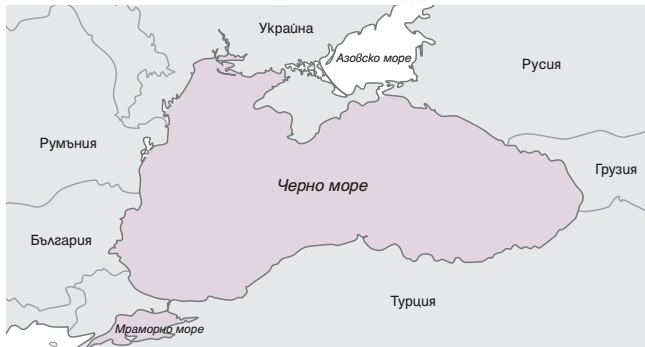 Украйна
Азовско море
Русия
Румъния
Грузия
Черно море
България
Турция
Мраморно море